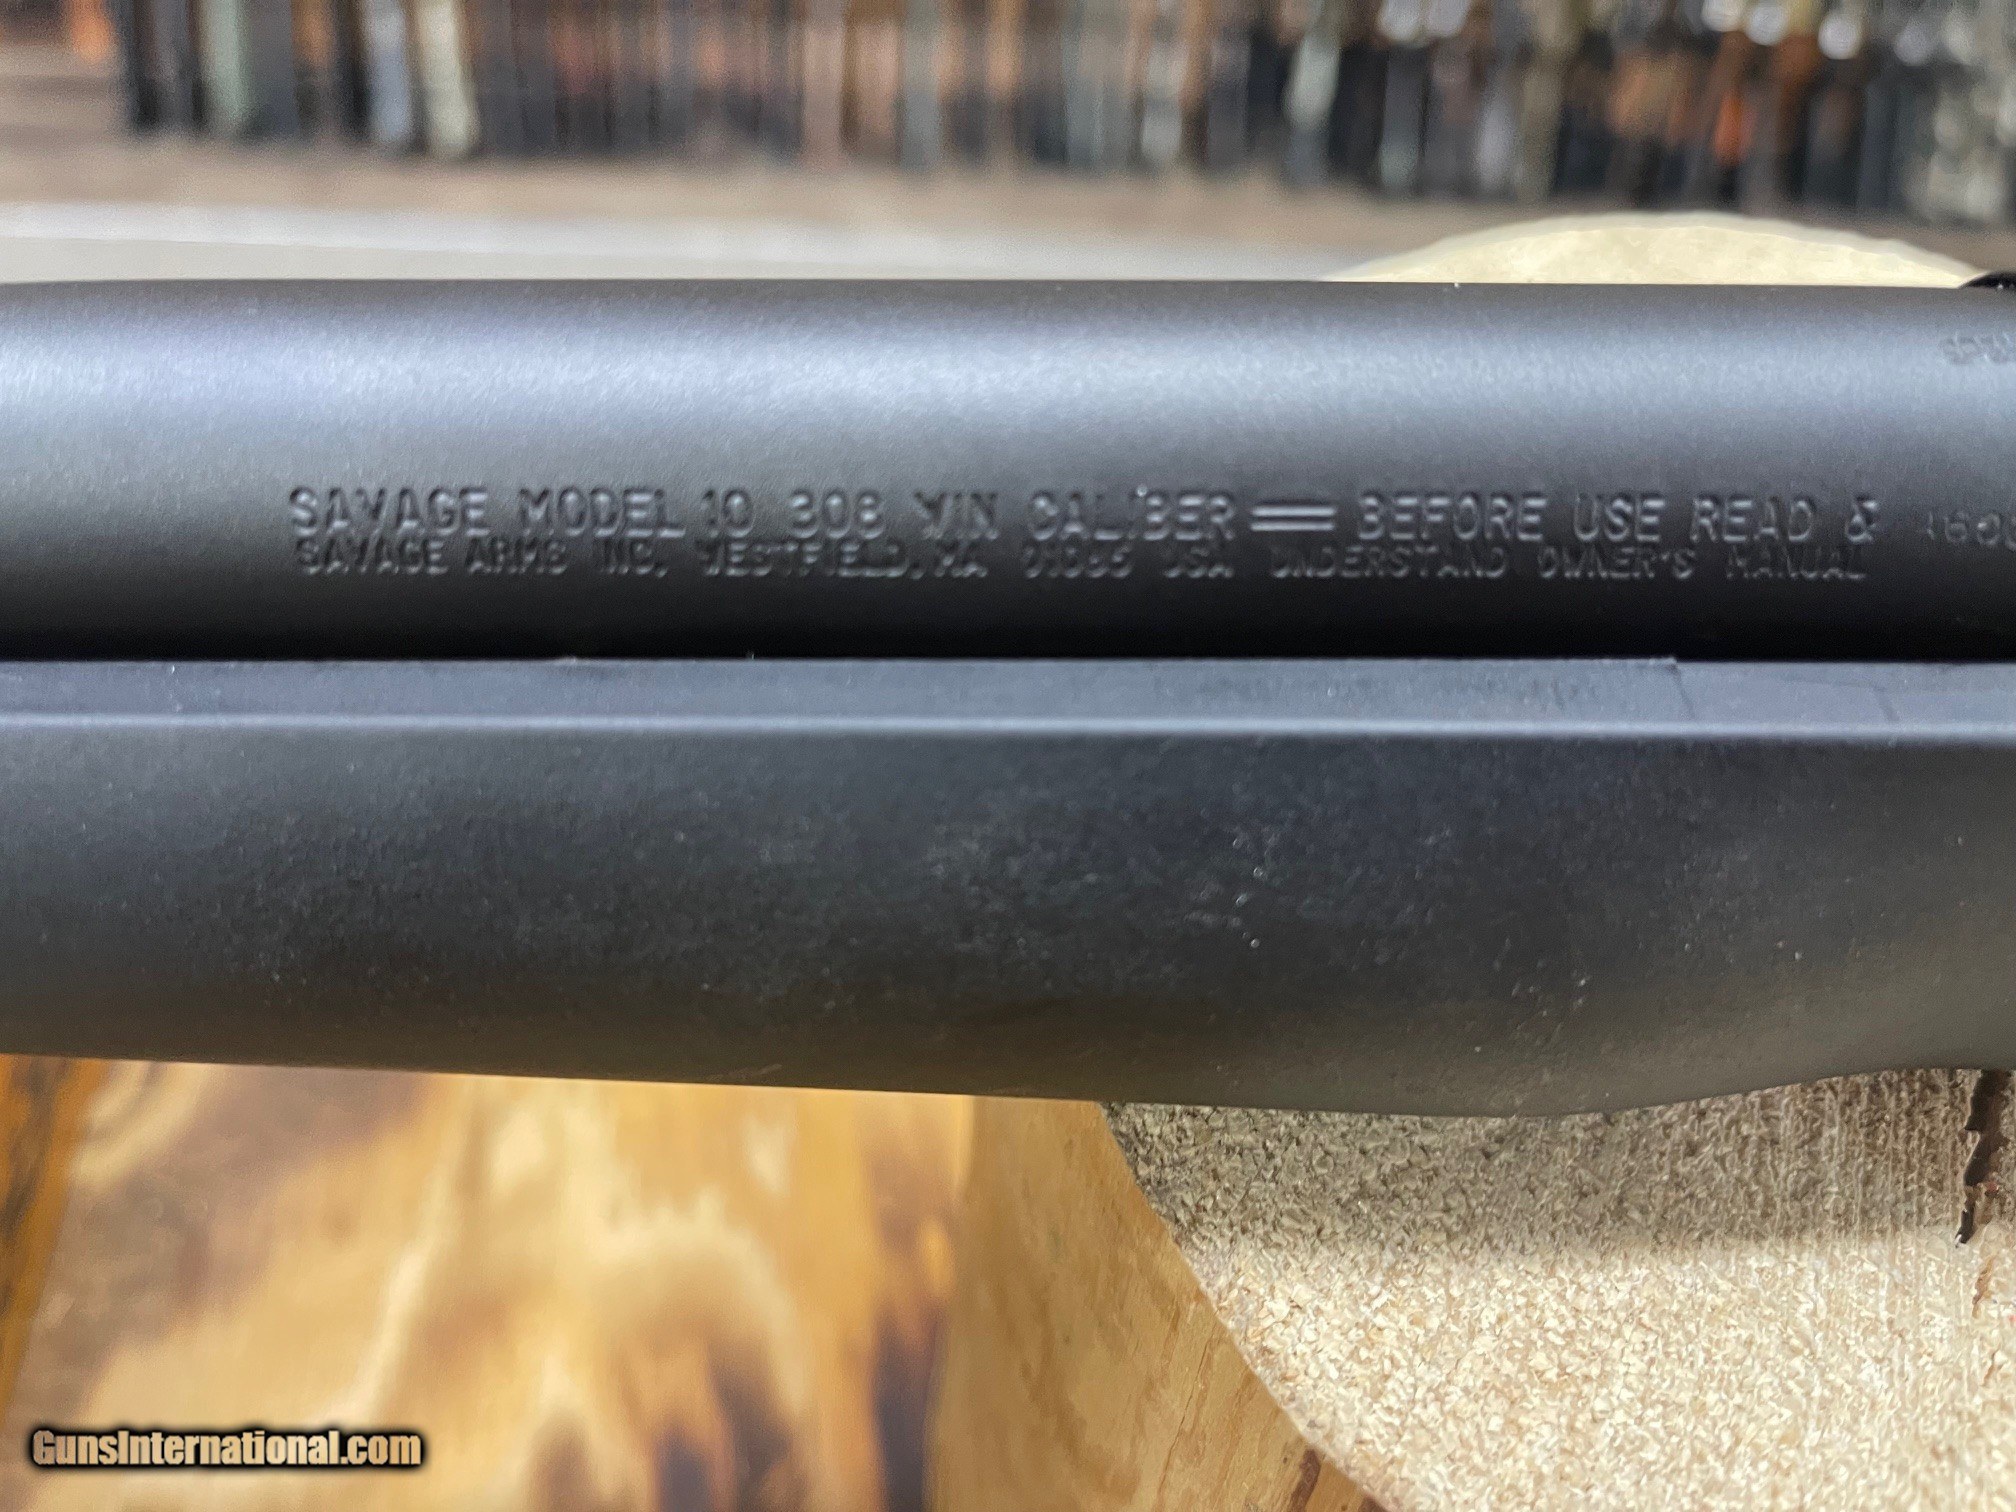 SAVAGE MODEL 10 308 WIN CALIBER = BEFORE USE READ &
SAVAGE ARMS INC. WESTFIELD, MA 01085 USA UNDERSTAND OWNER'S MANUAL
GunsInternational.com